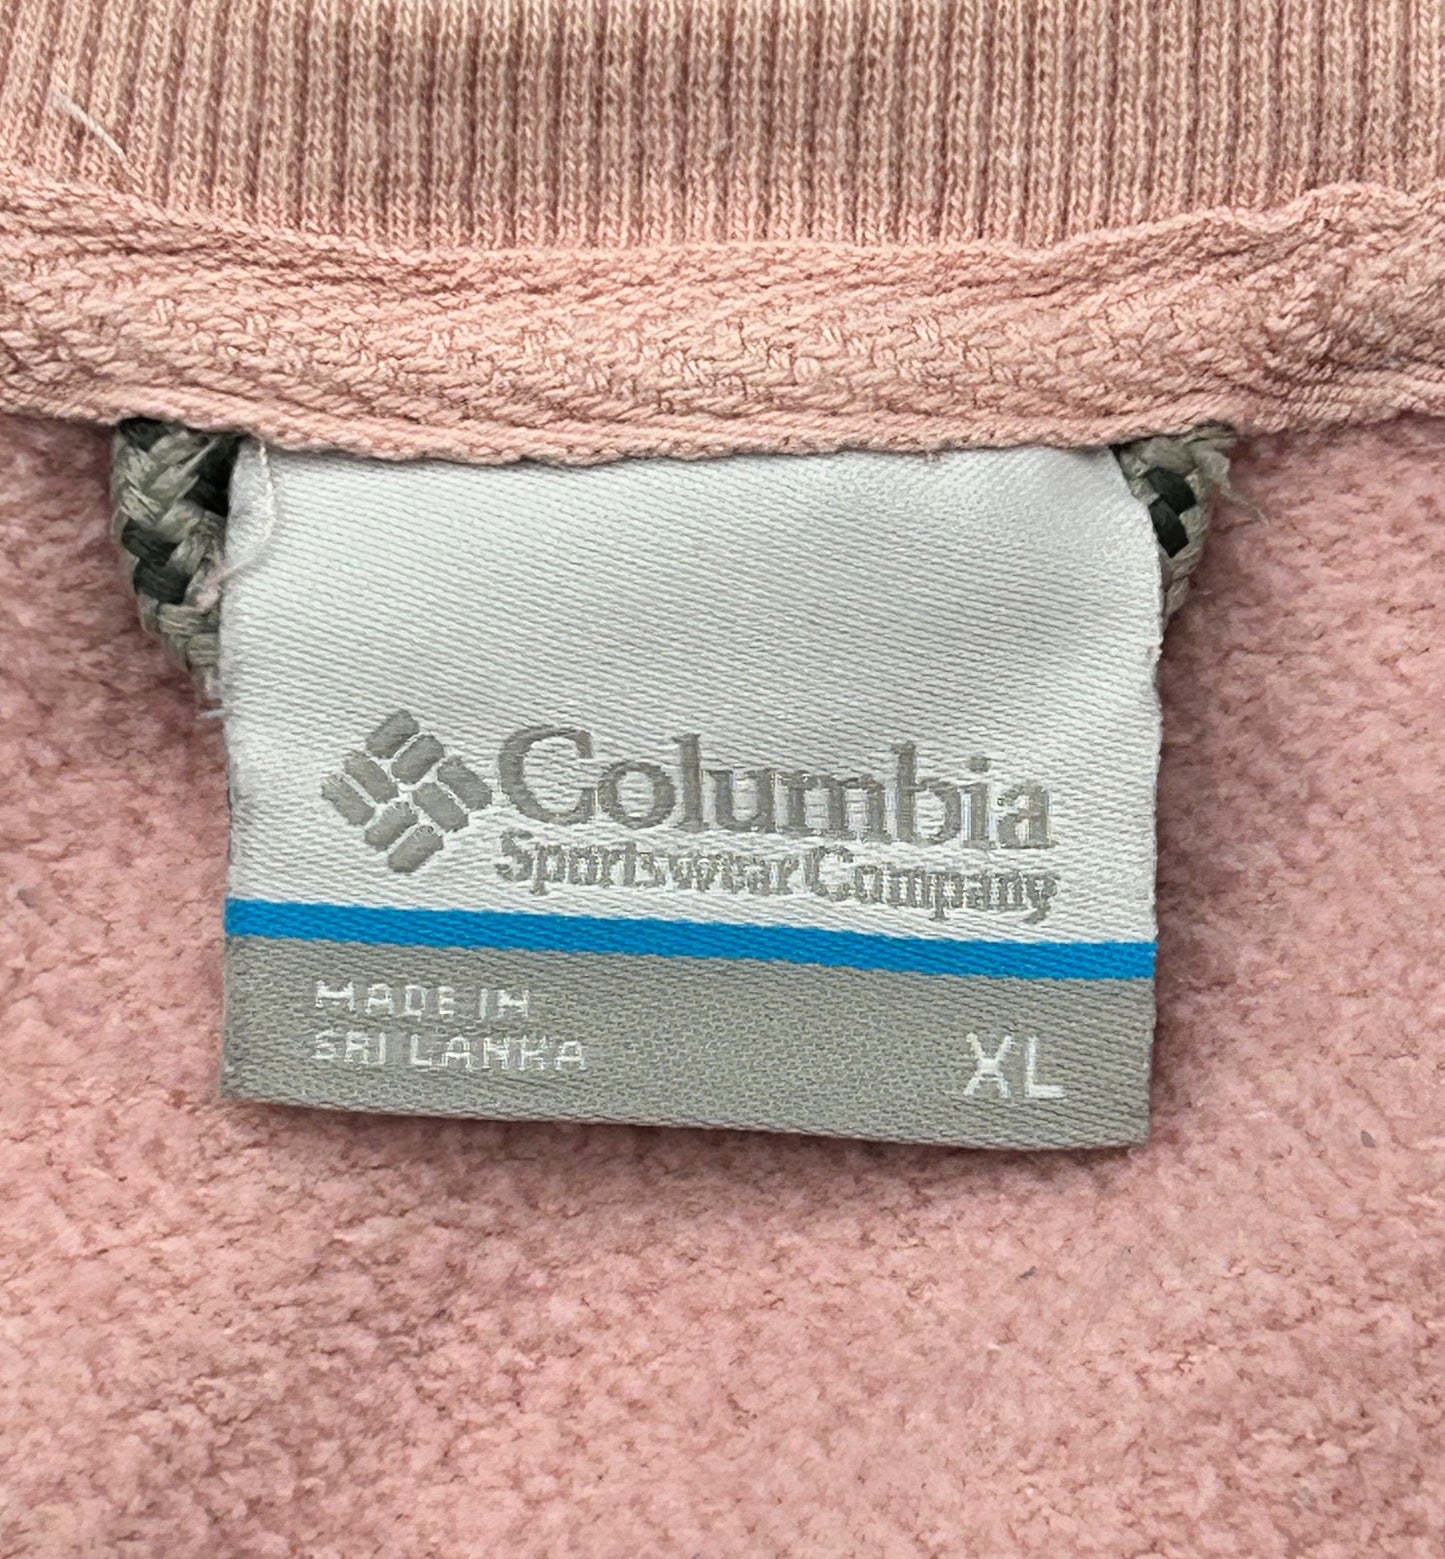 Columbia
Sportswear Company
MADE IN
SRI LANKA
XL